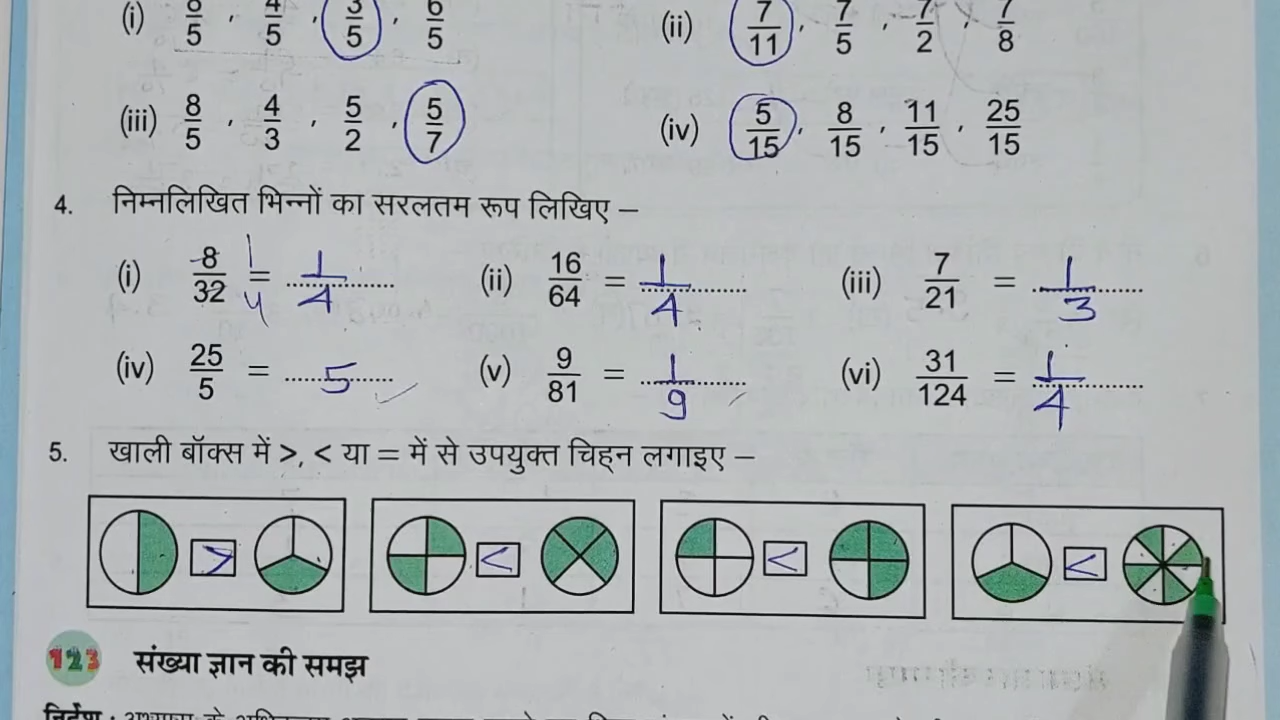 (i) 8/5 , 4/5 , 3/5 , 6/5 (ii) 7/11 , 7/5 , 7/2 , 7/8
(iii) 8/5 , 4/3 , 5/2 , 5/7 (iv) 5/15 , 8/15 , 11/15 , 25/15
4. निम्नलिखित भिन्नों का सरलतम रूप लिखिए –
(i) 8/32 1 4 = 1/4 (ii) 16/64 = 1/4 (iii) 7/21 = 1/3
(iv) 25/5 = 5 (v) 9/81 = 1/9 (vi) 31/124 = 1/4
5. खाली बॉक्स में >, < या = में से उपयुक्त चिह्न लगाइए –
> < < <
123 संख्या ज्ञान की समझ
निर्देश :